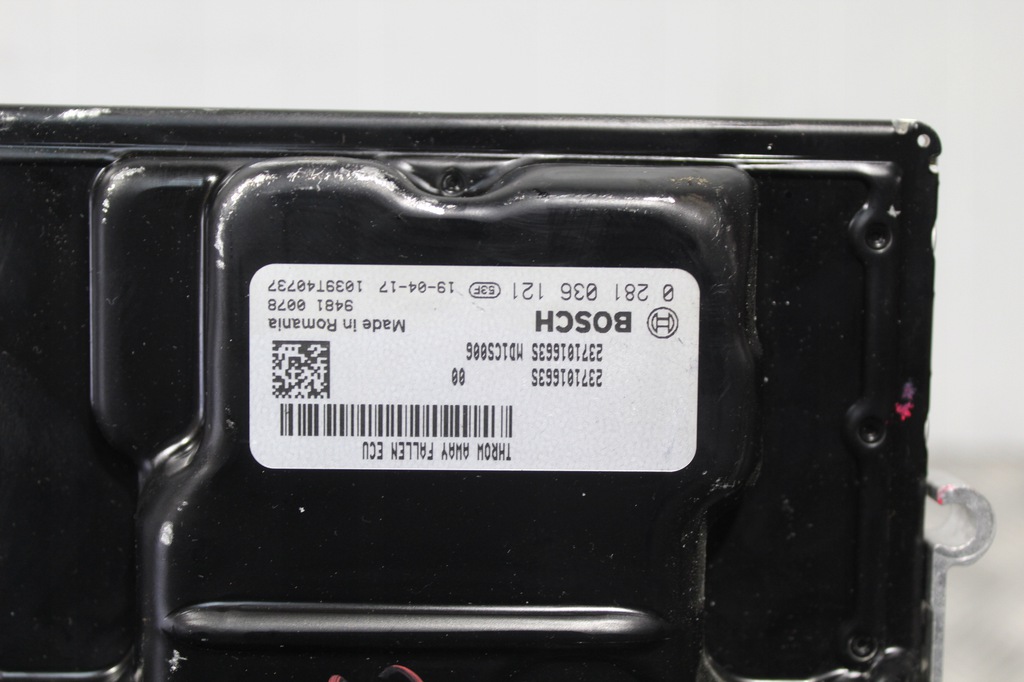 THROW AWAY FALLEN ECU
237101663S 00
237101663S MD1CS006
BOSCH Made in Romania
9481 0078
0 281 036 121 53F 19-04-17 1039T40737